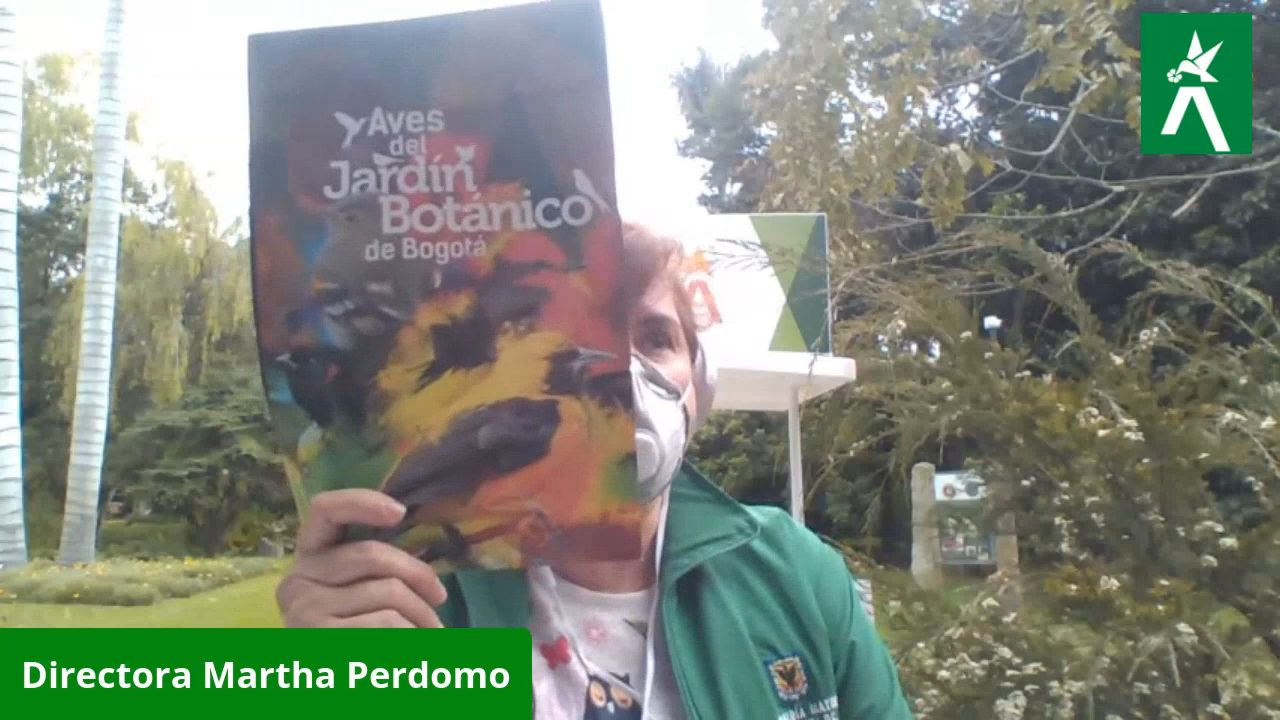 Aves
del
Jardín
Botánico
de Bogotá
Directora Martha Perdomo